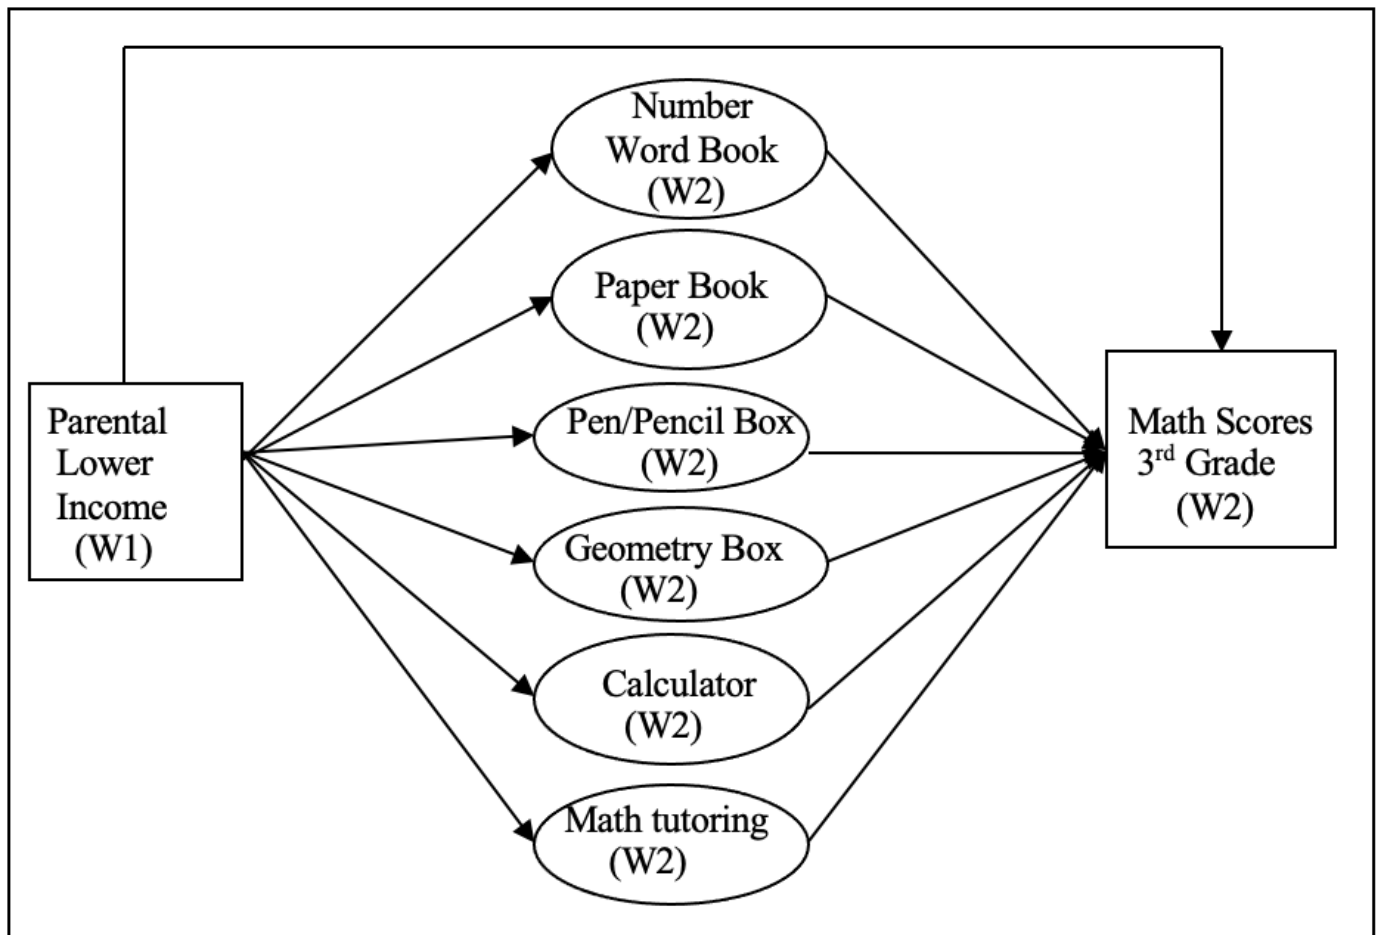 Number
Word Book
(W2)
Paper Book
(W2)
Pen/Pencil Box
(W2)
Geometry Box
(W2)
Calculator
(W2)
Math tutoring
(W2)
Parental
Lower
Income
(W1)
Math Scores
3rd Grade
(W2)